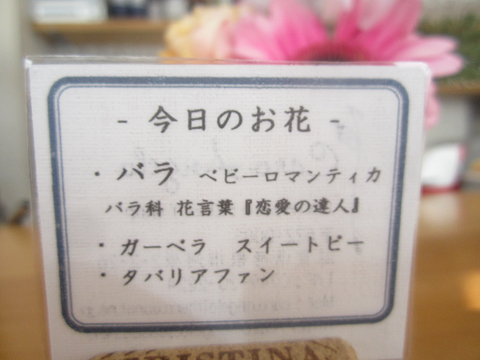 - 今日のお花 -
・バラ ベビーロマンティカ
バラ科 花言葉『恋愛の達人』
・ガーベラ スイートピー
・タバリアファン
RISTINA